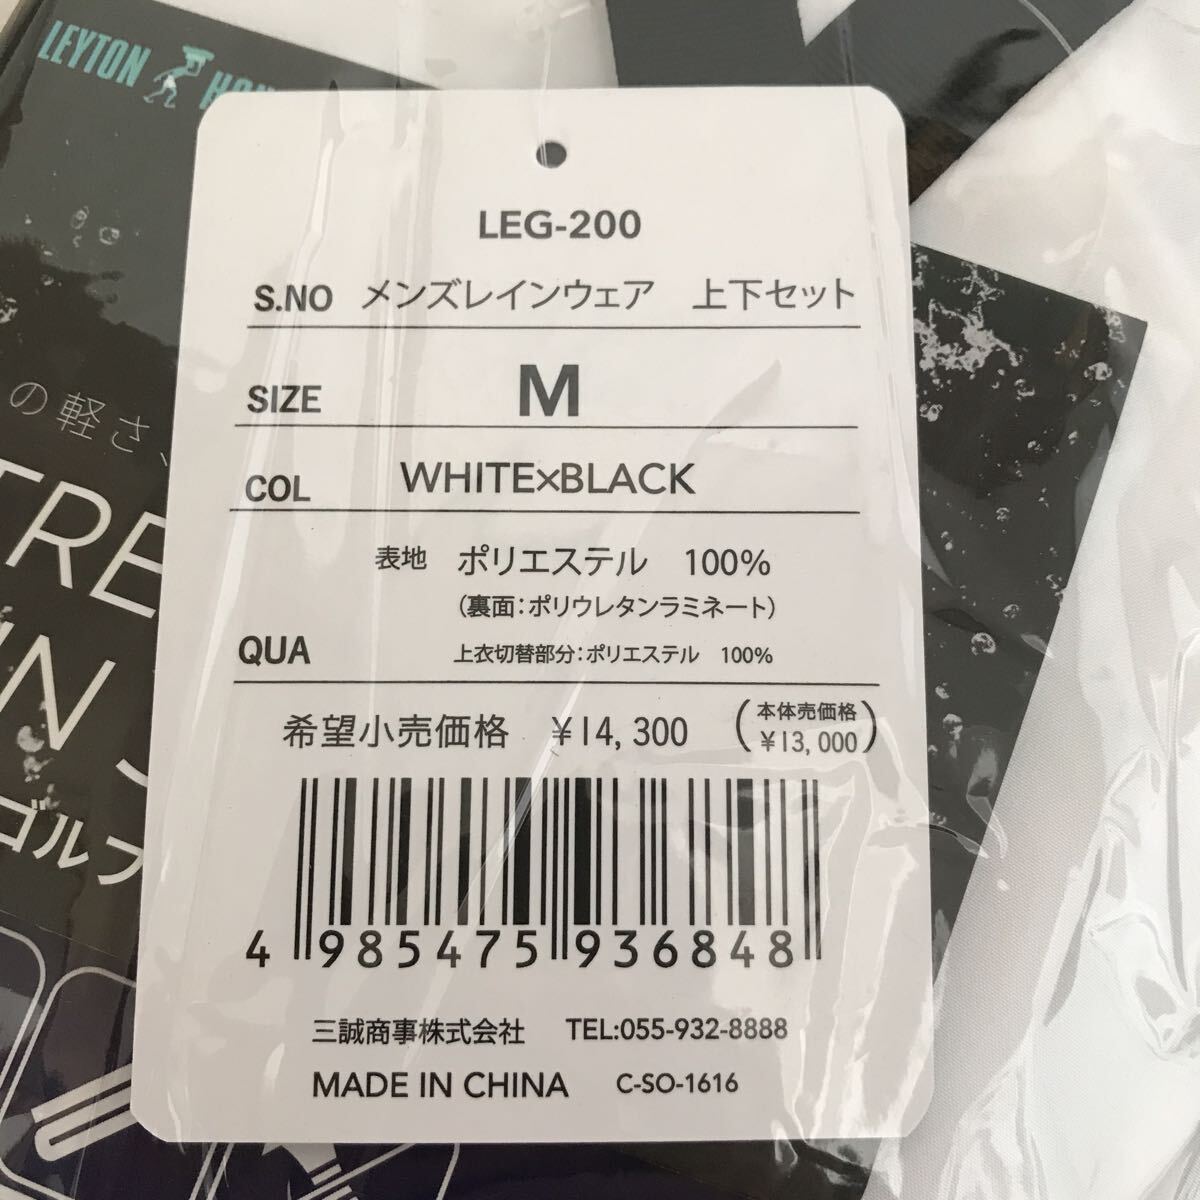 LEYTON
LEG-200
S.NO メンズレインウェア 上下セット
SIZE M
の軽さ、
COL WHITE×BLACK
表地 ポリエステル 100%
(裏面:ポリウレタンラミネート)
QUA 上衣切替部分:ポリエステル 100%
希望小売価格 ¥14,300 (本体売価格
¥13,000)
ゴルフ
4 985475 936848
三誠商事株式会社 TEL:055-932-8888
MADE IN CHINA C-SO-1616